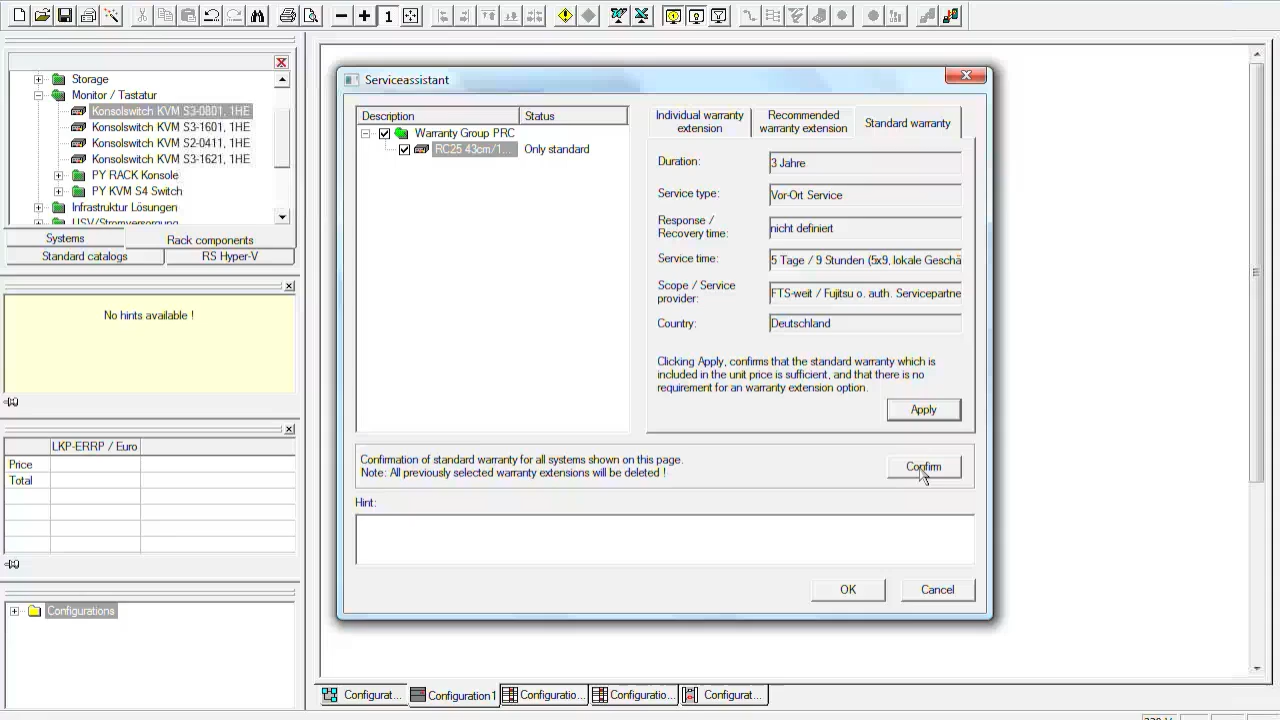 1
Storage
Monitor / Tastatur
Konsolswitch KVM S3-0801, 1HE
Konsolswitch KVM S3-1601, 1HE
Konsolswitch KVM S2-0411, 1HE
Konsolswitch KVM S3-1621, 1HE
PY RACK Konsole
PY KVM S4 Switch
Infrastruktur Lösungen
USV/Stromversorgung
Systems
Rack components
Standard catalogs
RS Hyper-V
No hints available !
LKP-ERRP / Euro
Price
Total
Configurations
Serviceassistant
Description
Status
Warranty Group PRC
RC25 43cm/1...
Only standard
Individual warranty
extension
Recommended
warranty extension
Standard warranty
Duration:
3 Jahre
Service type:
Vor-Ort Service
Response /
Recovery time:
nicht definiert
Service time:
5 Tage / 9 Stunden (5x9, lokale Geschä
Scope / Service
provider:
FTS-weit / Fujitsu o. auth. Servicepartne
Country:
Deutschland
Clicking Apply, confirms that the standard warranty which is
included in the unit price is sufficient, and that there is no
requirement for an warranty extension option.
Apply
Confirmation of standard warranty for all systems shown on this page.
Note: All previously selected warranty extensions will be deleted !
Confirm
Hint:
OK
Cancel
Configurat...
Configuration1
Configuratio...
Configuratio...
Configurat...